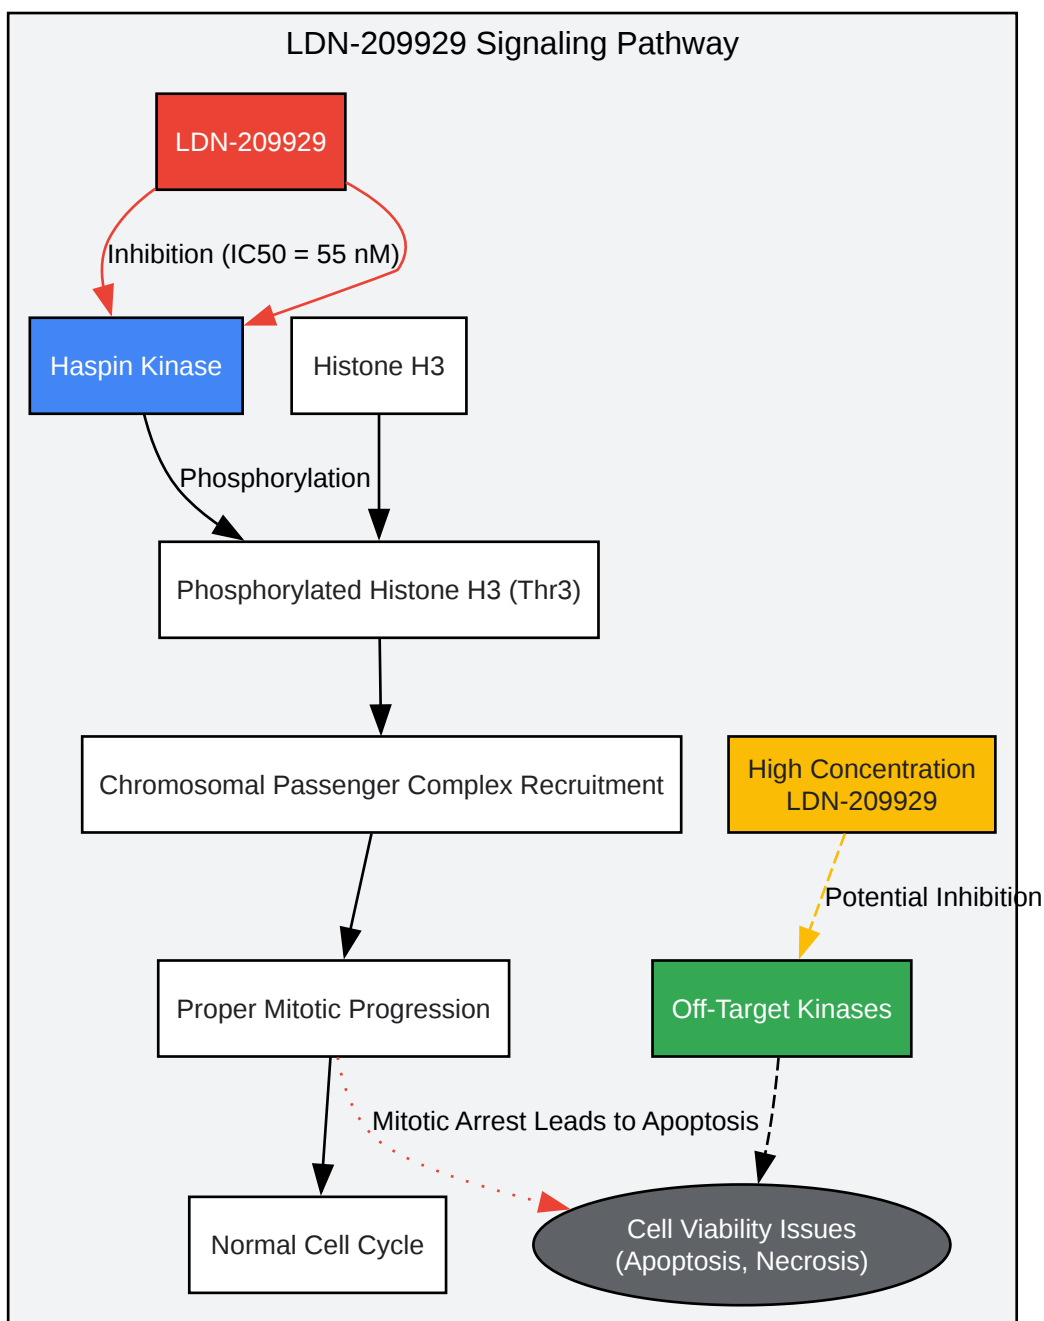 LDN-209929 Signaling Pathway
LDN-209929
Inhibition (IC50 = 55 nM)
Haspin Kinase
Histone H3
Phosphorylation
Phosphorylated Histone H3 (Thr3)
Chromosomal Passenger Complex Recruitment
High Concentration
LDN-209929
Potential Inhibition
Proper Mitotic Progression
Off-Target Kinases
Mitotic Arrest Leads to Apoptosis
Normal Cell Cycle
Cell Viability Issues
(Apoptosis, Necrosis)